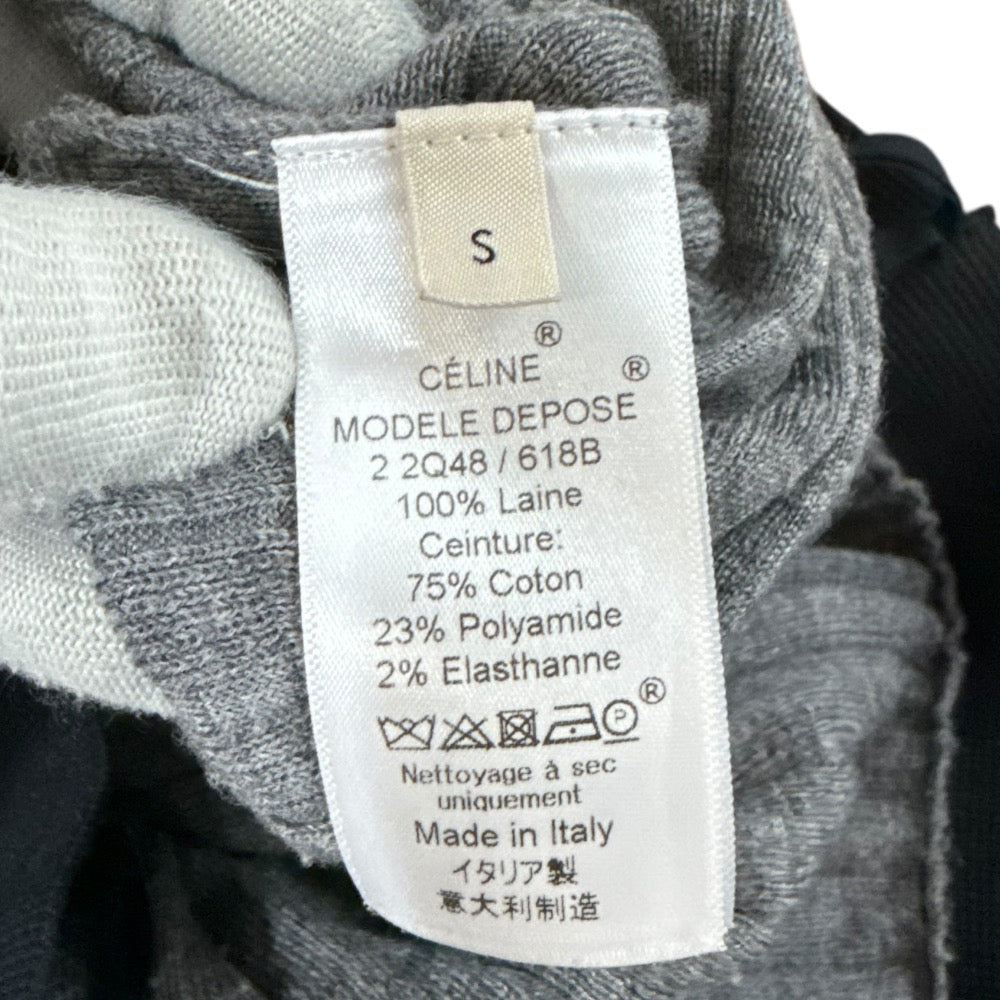 S
®
CÉLINE ®
MODELE DEPOSE
2 2Q48 / 618B
100% Laine
Ceinture:
75% Coton
23% Polyamide
2% Elasthanne
P ®
Nettoyage à sec
uniquement
Made in Italy
イタリア製
意大利制造